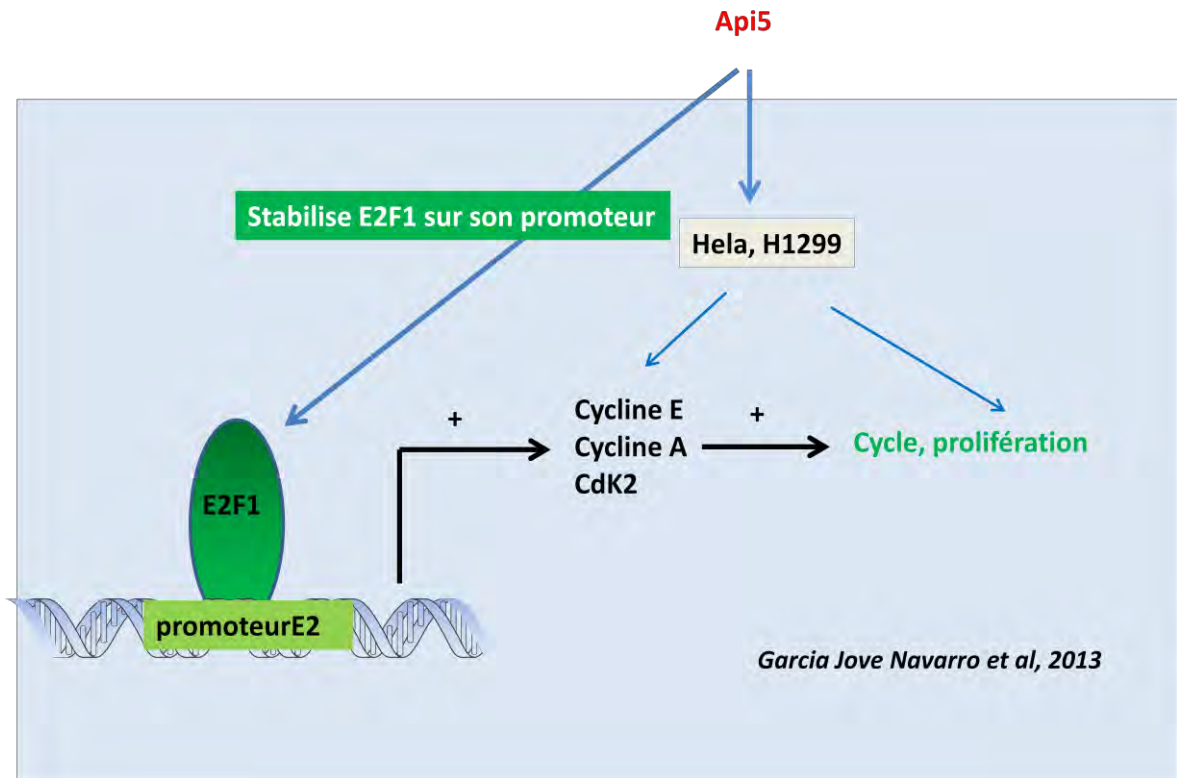 Api5
Stabilise E2F1 sur son promoteur
Hela, H1299
+
Cycline E
Cycline A
CdK2
+
Cycle, prolifération
E2F1
promoteurE2
Garcia Jove Navarro et al, 2013